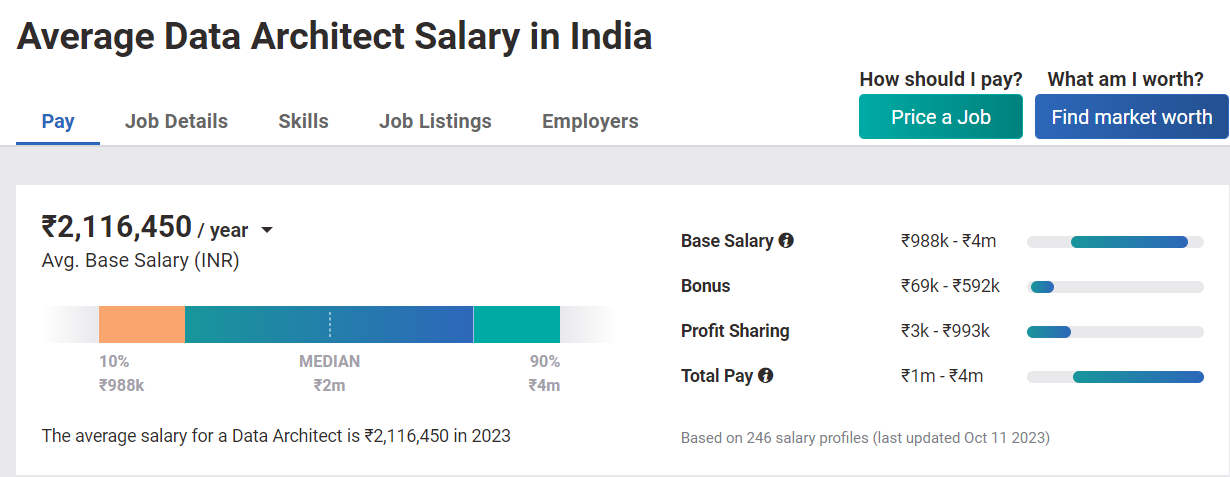 Average Data Architect Salary in India
How should I pay? What am I worth?
Pay Job Details Skills Job Listings Employers Price a Job Find market worth
₹2,116,450 / year
Avg. Base Salary (INR)
10% MEDIAN 90%
₹988k ₹2m ₹4m
The average salary for a Data Architect is ₹2,116,450 in 2023
Base Salary ₹988k - ₹4m
Bonus ₹69k - ₹592k
Profit Sharing ₹3k - ₹993k
Total Pay ₹1m - ₹4m
Based on 246 salary profiles (last updated Oct 11 2023)